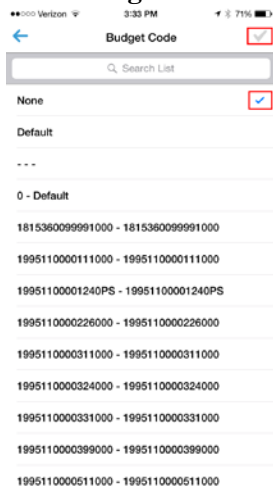 Verizon 3:33 PM 71%
Budget Code
Search List
None
Default
- - -
0 - Default
1815360099991000 - 1815360099991000
1995110000111000 - 1995110000111000
19951100001240PS - 19951100001240PS
1995110000226000 - 1995110000226000
1995110000311000 - 1995110000311000
1995110000324000 - 1995110000324000
1995110000331000 - 1995110000331000
1995110000399000 - 1995110000399000
1995110000511000 - 1995110000511000